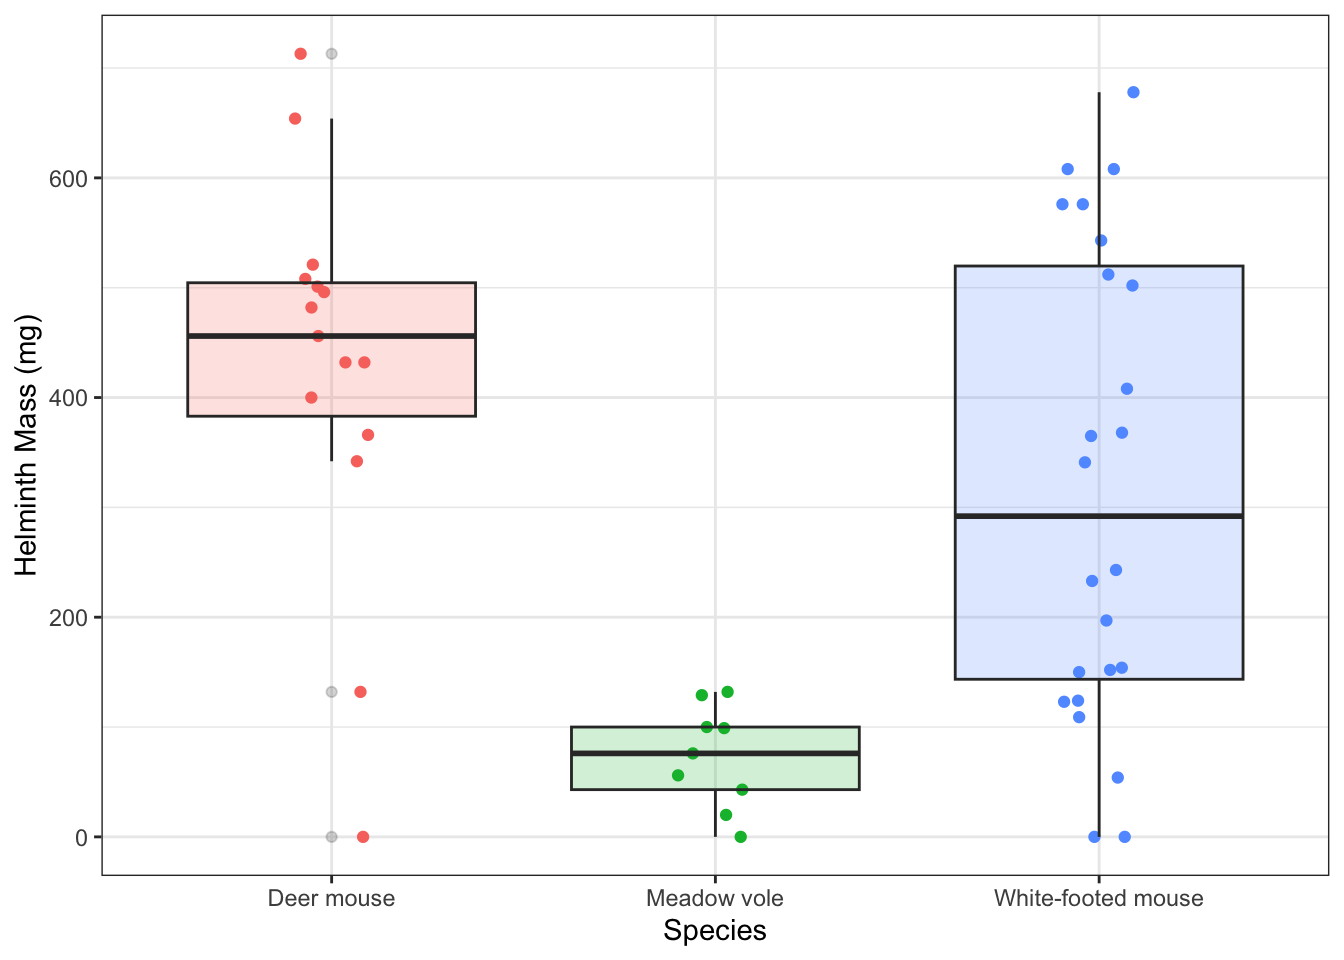 Helminth Mass (mg)
600
400
200
0
Deer mouse
Meadow vole
White-footed mouse
Species